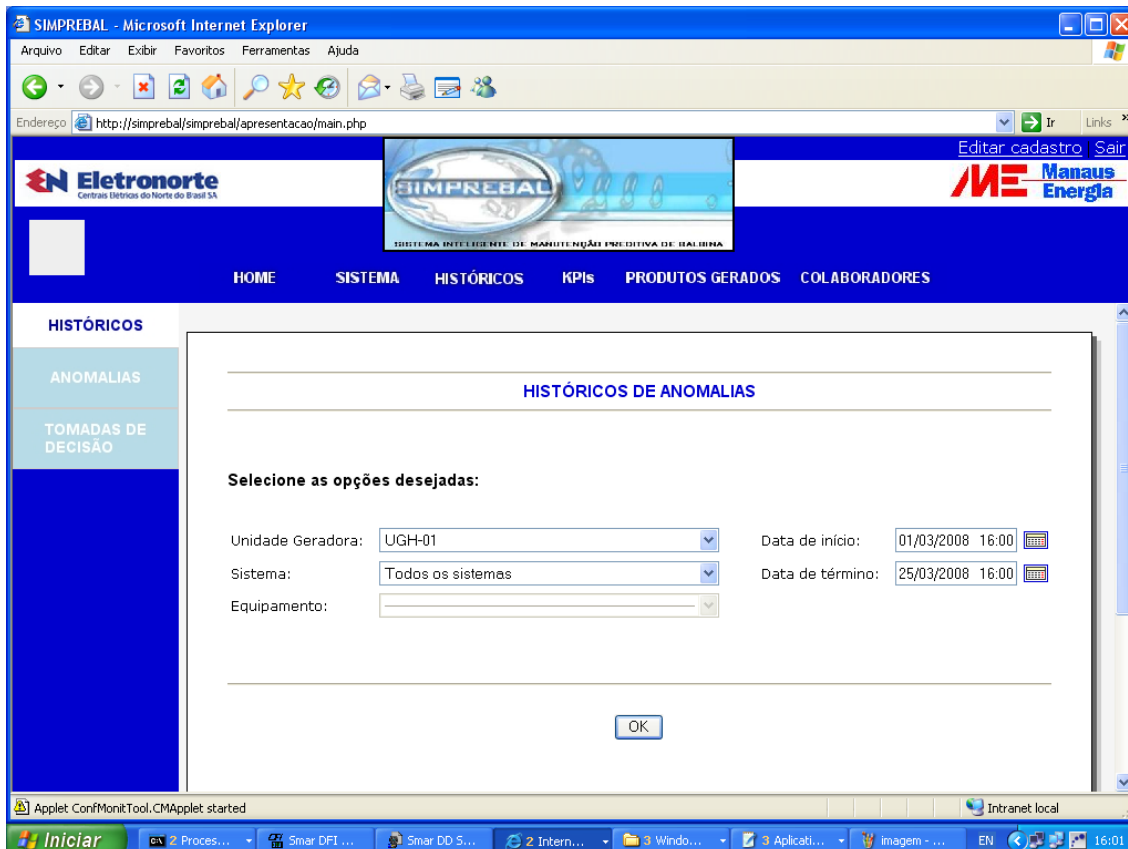 SIMPREBAL - Microsoft Internet Explorer
Arquivo Editar Exibir Favoritos Ferramentas Ajuda
Endereço http://simprebal/simprebal/apresentacao/main.php Ir Links »
Editar cadastro | Sair
Eletronorte
Centrais Elétricas do Norte do Brasil SA
SIMPREBAL
SISTEMA INTELIGENTE DE MANUTENÇÃO PREDITIVA DE BALBINA
ME Manaus
Energia
HOME SISTEMA HISTÓRICOS KPIs PRODUTOS GERADOS COLABORADORES
HISTÓRICOS
ANOMALIAS
TOMADAS DE
DECISÃO
HISTÓRICOS DE ANOMALIAS
Selecione as opções desejadas:
Unidade Geradora: UGH-01 Data de início: 01/03/2008 16:00
Sistema: Todos os sistemas Data de término: 25/03/2008 16:00
Equipamento:
OK
Applet ConfMonitTool.CMApplet started Intranet local
Iniciar 2 Proces... Smar DFI ... Smar DD S... 2 Intern... 3 Windo... 3 Aplicati... imagem - ... EN 16:01